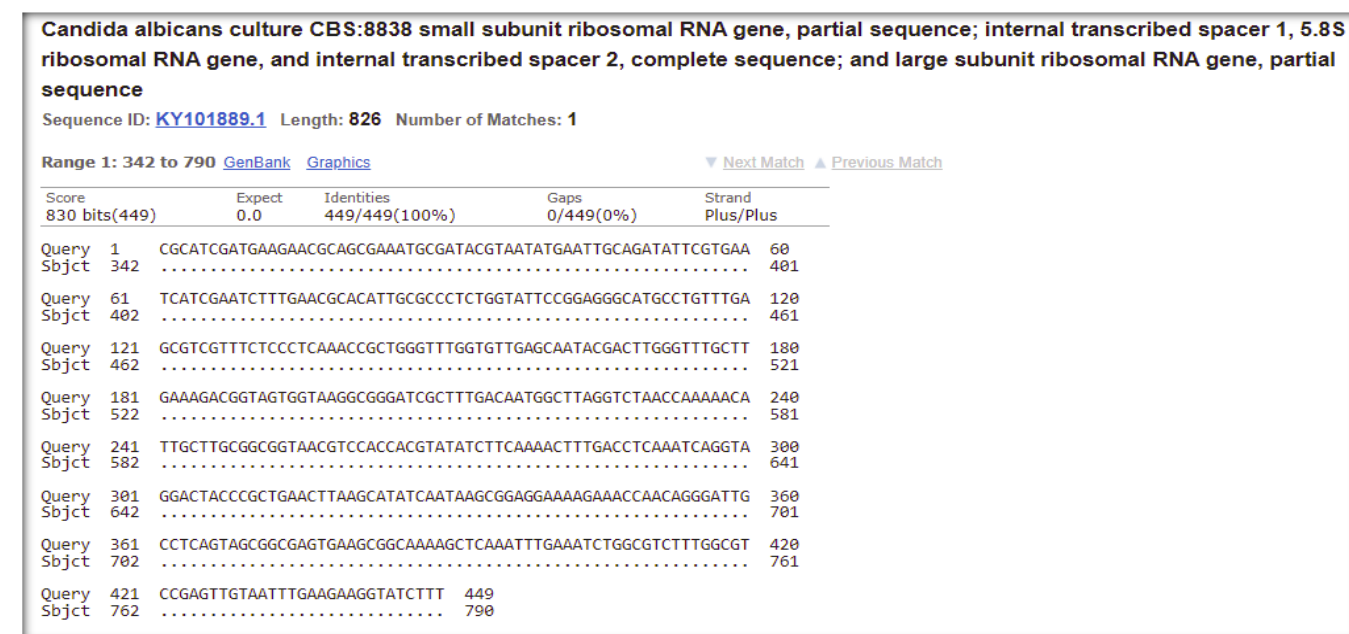 Candida albicans culture CBS:8838 small subunit ribosomal RNA gene, partial sequence; internal transcribed spacer 1, 5.8S
ribosomal RNA gene, and internal transcribed spacer 2, complete sequence; and large subunit ribosomal RNA gene, partial
sequence
Sequence ID: KY101889.1 Length: 826 Number of Matches: 1
Range 1: 342 to 790 GenBank Graphics ▼ Next Match ▲ Previous Match
Score Expect Identities Gaps Strand
830 bits(449) 0.0 449/449(100%) 0/449(0%) Plus/Plus
Query 1 CGCATCGATGAAGAACGCAGCGAAATGCGATACGTAATATGAATTGCAGATATTCGTGAA 60
Sbjct 342 ............................................................ 401
Query 61 TCATCGAATCTTTGAACGCACATTGCGCCCTCTGGTATTCCGGAGGGCATGCCTGTTTGA 120
Sbjct 402 ............................................................ 461
Query 121 GCGTCGTTTCTCCCTCAAACCGCTGGGTTTGGTGTTGAGCAATACGACTTGGGTTTGCTT 180
Sbjct 462 ............................................................ 521
Query 181 GAAAGACGGTAGTGGTAAGGCGGGATCGCTTTGACAATGGCTTAGGTCTAACCAAAAACA 240
Sbjct 522 ............................................................ 581
Query 241 TTGCTTGCGGCGGTAACGTCCACCACGTATATCTTCAAAACTTTGACCTCAAATCAGGTA 300
Sbjct 582 ............................................................ 641
Query 301 GGACTACCCGCTGAACTTAAGCATATCAATAAGCGGAGGAAAAGAAACCAACAGGGATTG 360
Sbjct 642 ............................................................ 701
Query 361 CCTCAGTAGCGGCGAGTGAAGCGGCAAAAGCTCAAATTTGAAATCTGGCGTCTTTGGCGT 420
Sbjct 702 ............................................................ 761
Query 421 CCGAGTTGTAATTTGAAGAAGGTATCTTT 449
Sbjct 762 ............................. 790